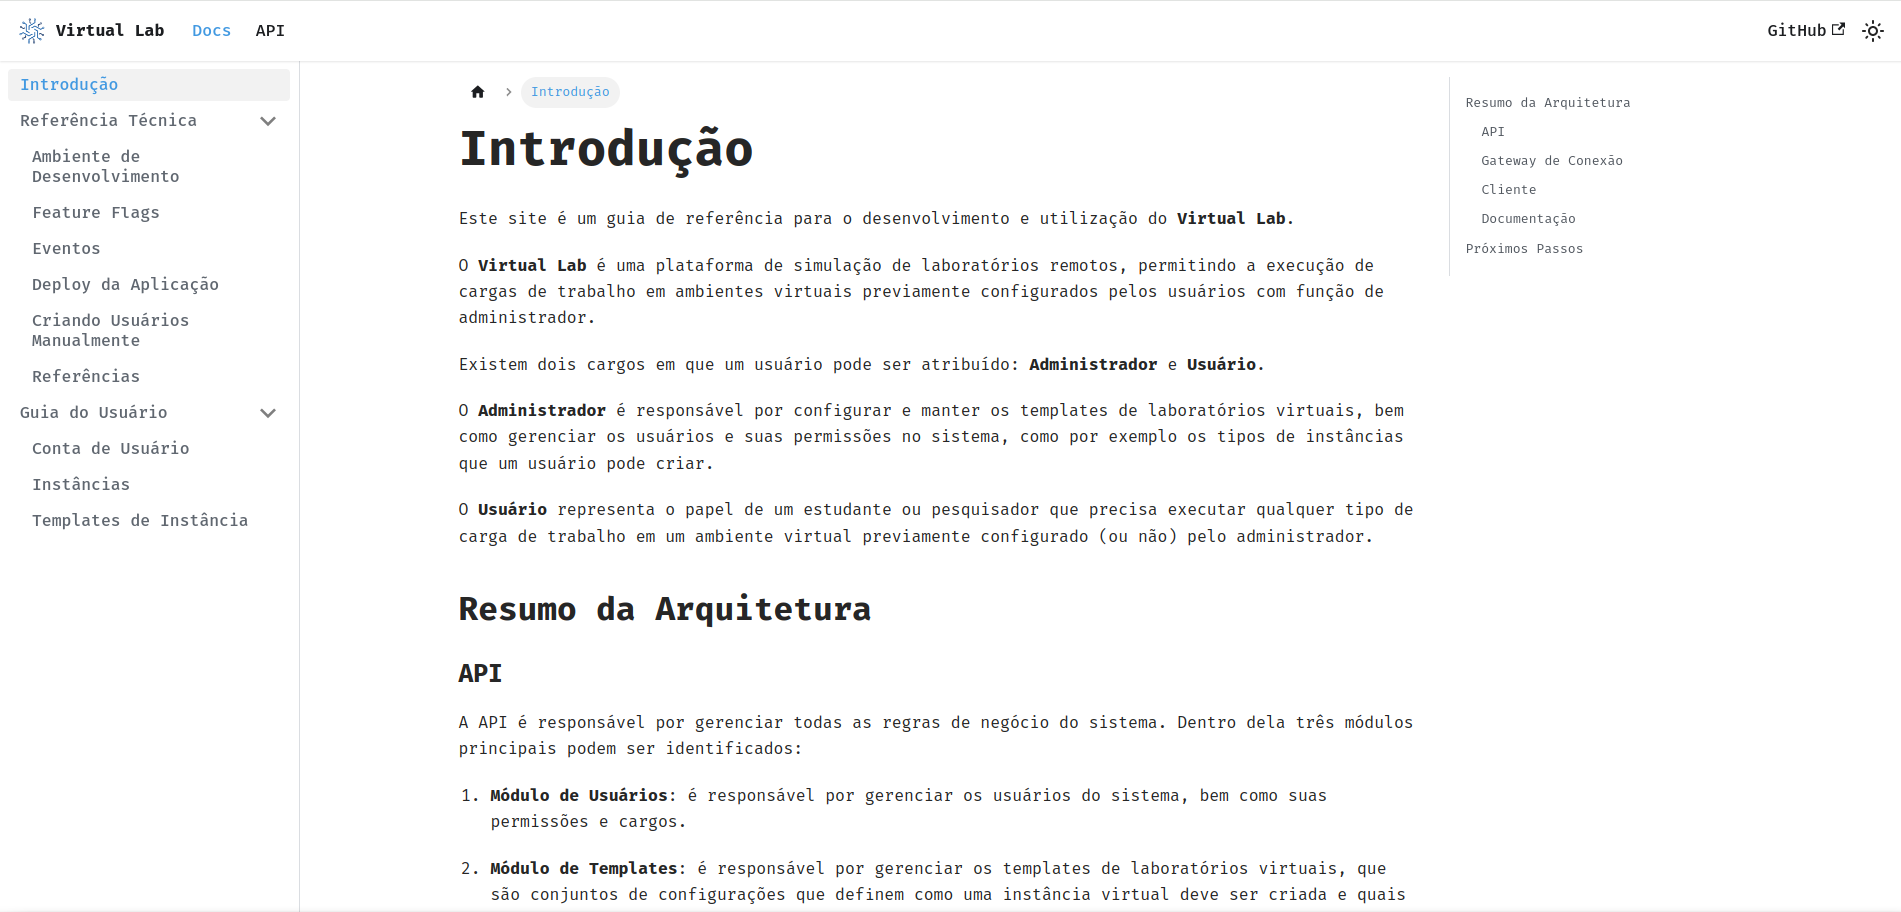 Virtual Lab Docs API GitHub
Introdução
Referência Técnica
Ambiente de
Desenvolvimento
Feature Flags
Eventos
Deploy da Aplicação
Criando Usuários
Manualmente
Referências
Guia do Usuário
Conta de Usuário
Instâncias
Templates de Instância
Introdução
Introdução
Este site é um guia de referência para o desenvolvimento e utilização do Virtual Lab.
O Virtual Lab é uma plataforma de simulação de laboratórios remotos, permitindo a execução de
cargas de trabalho em ambientes virtuais previamente configurados pelos usuários com função de
administrador.
Existem dois cargos em que um usuário pode ser atribuído: Administrador e Usuário.
O Administrador é responsável por configurar e manter os templates de laboratórios virtuais, bem
como gerenciar os usuários e suas permissões no sistema, como por exemplo os tipos de instâncias
que um usuário pode criar.
O Usuário representa o papel de um estudante ou pesquisador que precisa executar qualquer tipo de
carga de trabalho em um ambiente virtual previamente configurado (ou não) pelo administrador.
Resumo da Arquitetura
API
A API é responsável por gerenciar todas as regras de negócio do sistema. Dentro dela três módulos
principais podem ser identificados:
1. Módulo de Usuários: é responsável por gerenciar os usuários do sistema, bem como suas
permissões e cargos.
2. Módulo de Templates: é responsável por gerenciar os templates de laboratórios virtuais, que
são conjuntos de configurações que definem como uma instância virtual deve ser criada e quais
Resumo da Arquitetura
API
Gateway de Conexão
Cliente
Documentação
Próximos Passos